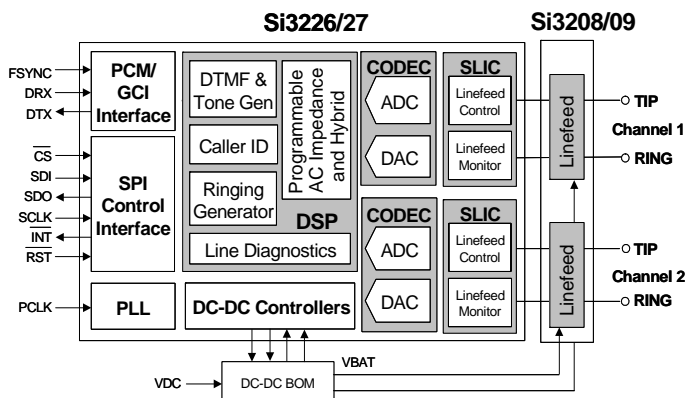 Si3226/27
Si3208/09
FSYNC
DRX
DTX
PCM/
GCI
Interface
CS
SDI
SDO
SCLK
INT
RST
SPI
Control
Interface
PCLK
PLL
DTMF &
Tone Gen
Caller ID
Ringing
Generator
Programmable
AC Impedance
and Hybrid
DSP
Line Diagnostics
DC-DC Controllers
CODEC
ADC
DAC
SLIC
Linefeed
Control
Linefeed
Monitor
Linefeed
TIP
Channel 1
RING
CODEC
ADC
DAC
SLIC
Linefeed
Control
Linefeed
Monitor
Linefeed
TIP
Channel 2
RING
VDC
DC-DC BOM
VBAT